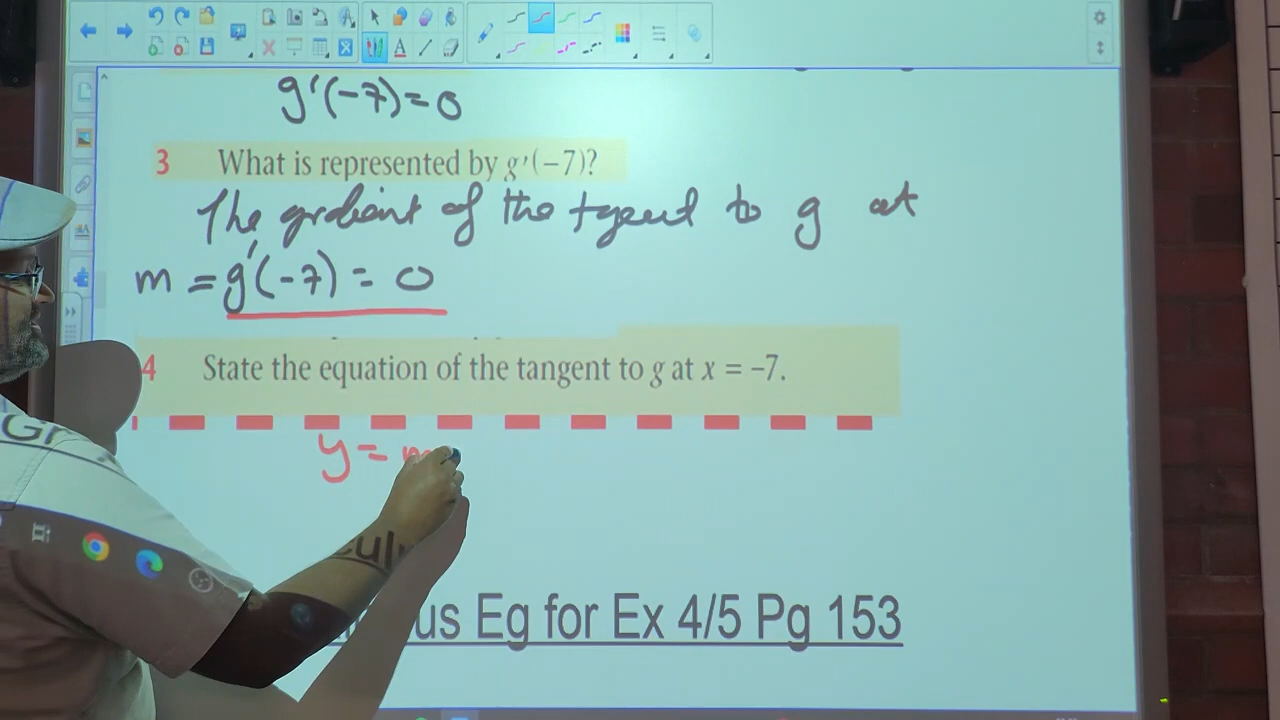 g'(-7)=0
3 What is represented by g'(−7)?
The gradient of the tangent to g at
m = g'(-7) = 0
4 State the equation of the tangent to g at x = −7.
y = m
us Eg for Ex 4/5 Pg 153